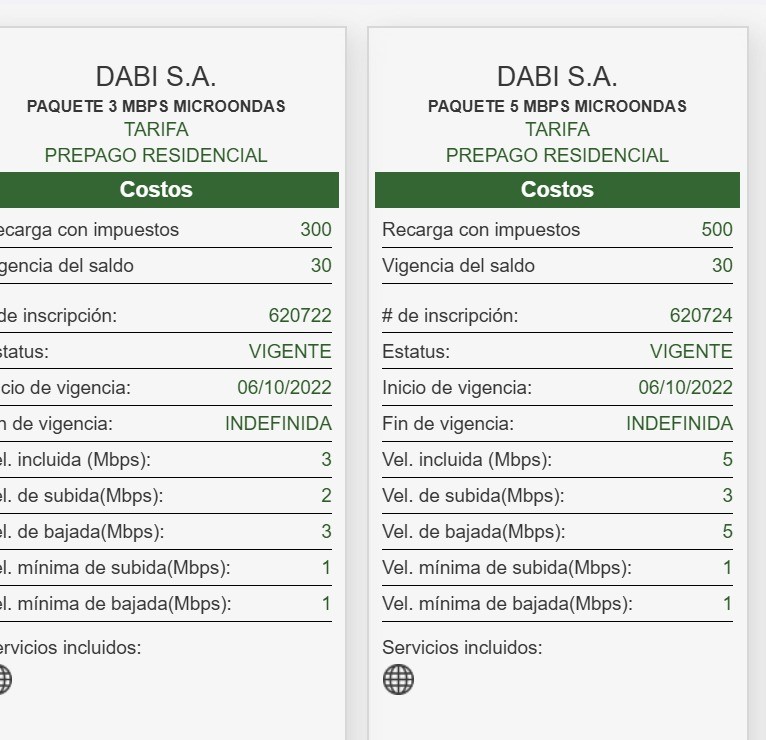 DABI S.A.
PAQUETE 3 MBPS MICROONDAS
TARIFA
PREPAGO RESIDENCIAL
Costos
ecarga con impuestos 300
gencia del saldo 30
de inscripción: 620722
tatus: VIGENTE
cio de vigencia: 06/10/2022
n de vigencia: INDEFINIDA
el. incluida (Mbps): 3
el. de subida(Mbps): 2
el. de bajada(Mbps): 3
el. mínima de subida(Mbps): 1
el. mínima de bajada(Mbps): 1
ervicios incluidos:
DABI S.A.
PAQUETE 5 MBPS MICROONDAS
TARIFA
PREPAGO RESIDENCIAL
Costos
Recarga con impuestos 500
Vigencia del saldo 30
# de inscripción: 620724
Estatus: VIGENTE
Inicio de vigencia: 06/10/2022
Fin de vigencia: INDEFINIDA
Vel. incluida (Mbps): 5
Vel. de subida(Mbps): 3
Vel. de bajada(Mbps): 5
Vel. mínima de subida(Mbps): 1
Vel. mínima de bajada(Mbps): 1
Servicios incluidos: